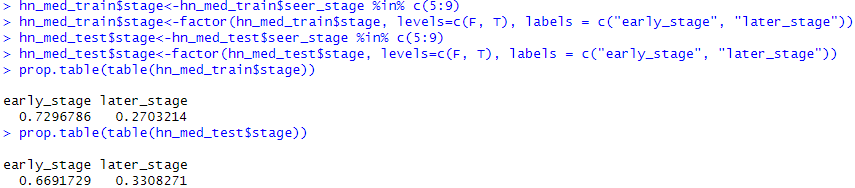 > hn_med_train$stage<-hn_med_train$seer_stage %in% c(5:9)
> hn_med_train$stage<-factor(hn_med_train$stage, levels=c(F, T), labels = c("early_stage", "later_stage"))
> hn_med_test$stage<-hn_med_test$seer_stage %in% c(5:9)
> hn_med_test$stage<-factor(hn_med_test$stage, levels=c(F, T), labels = c("early_stage", "later_stage"))
> prop.table(table(hn_med_train$stage))
early_stage later_stage
0.7296786 0.2703214
> prop.table(table(hn_med_test$stage))
early_stage later_stage
0.6691729 0.3308271